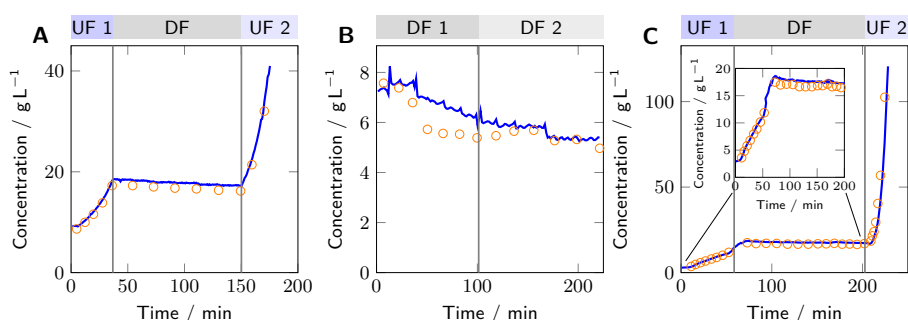 A
UF 1 DF UF 2
Concentration / g L−1
40
20
0
0 50 100 150 200
Time / min
B
DF 1 DF 2
Concentration / g L−1
8
6
4
2
0
0 100 200
Time / min
C
UF 1 DF UF 2
Concentration / g L−1
100
50
0
0 50 100 150 200
Time / min
Concentration / g L−1
20
15
10
5
0
0 50 100 150 200
Time / min